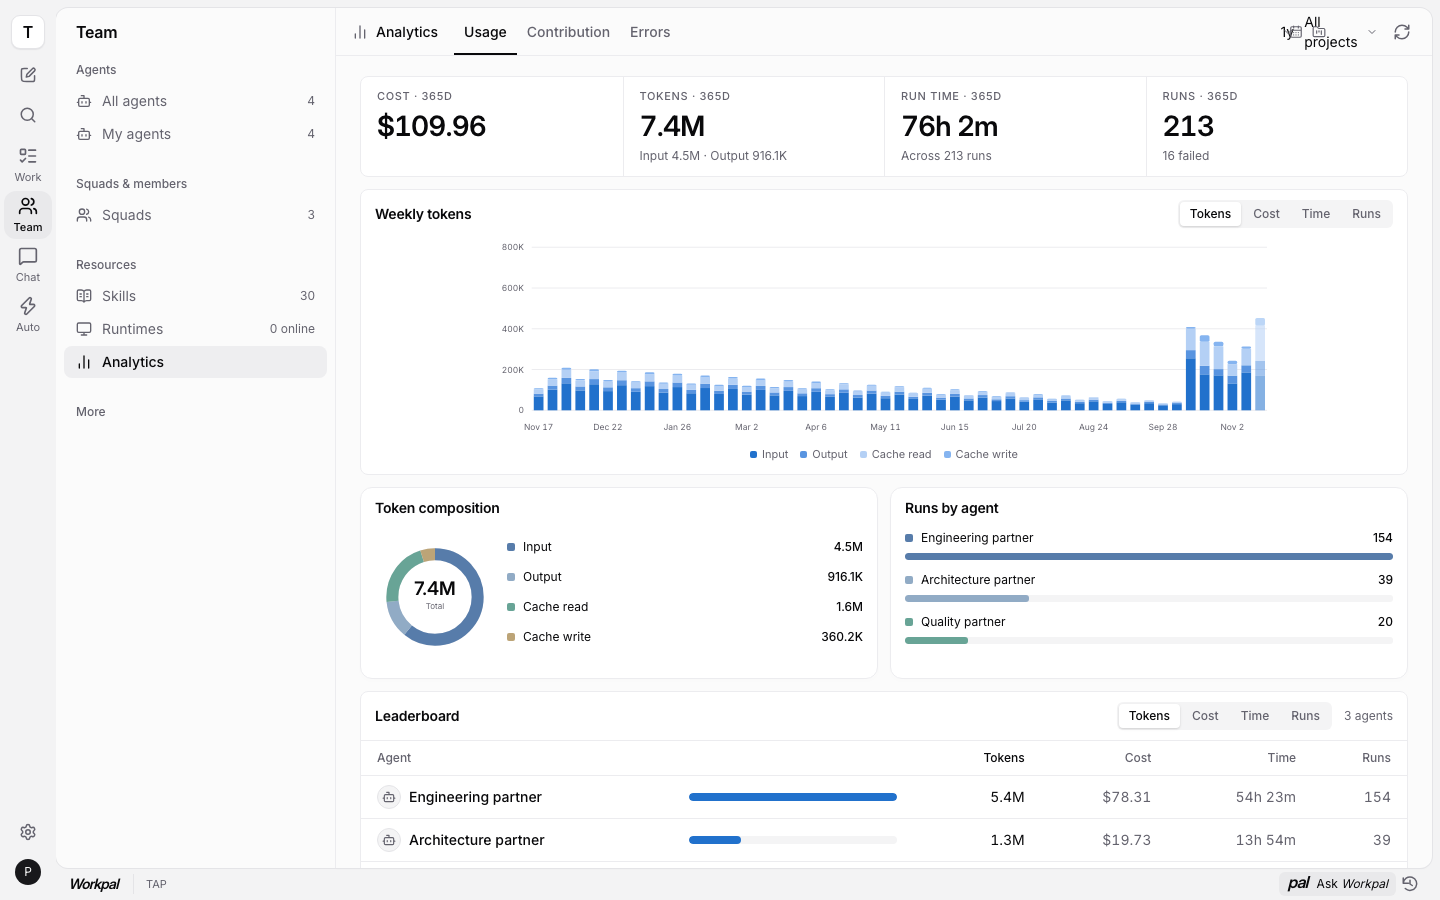 T
Team
Agents
All agents 4
My agents 4
Squads & members
Squads 3
Resources
Skills 30
Runtimes 0 online
Analytics
More
Work
Team
Chat
Auto
P
Analytics Usage Contribution Errors
1y All projects
COST · 365D
$109.96
TOKENS · 365D
7.4M
Input 4.5M · Output 916.1K
RUN TIME · 365D
76h 2m
Across 213 runs
RUNS · 365D
213
16 failed
Weekly tokens
Tokens Cost Time Runs
800K
600K
400K
200K
0
Nov 17 Dec 22 Jan 26 Mar 2 Apr 6 May 11 Jun 15 Jul 20 Aug 24 Sep 28 Nov 2
Input Output Cache read Cache write
Token composition
7.4M
Total
Input 4.5M
Output 916.1K
Cache read 1.6M
Cache write 360.2K
Runs by agent
Engineering partner 154
Architecture partner 39
Quality partner 20
Leaderboard
Tokens Cost Time Runs 3 agents
Agent Tokens Cost Time Runs
Engineering partner 5.4M $78.31 54h 23m 154
Architecture partner 1.3M $19.73 13h 54m 39
Workpal TAP
pal Ask Workpal